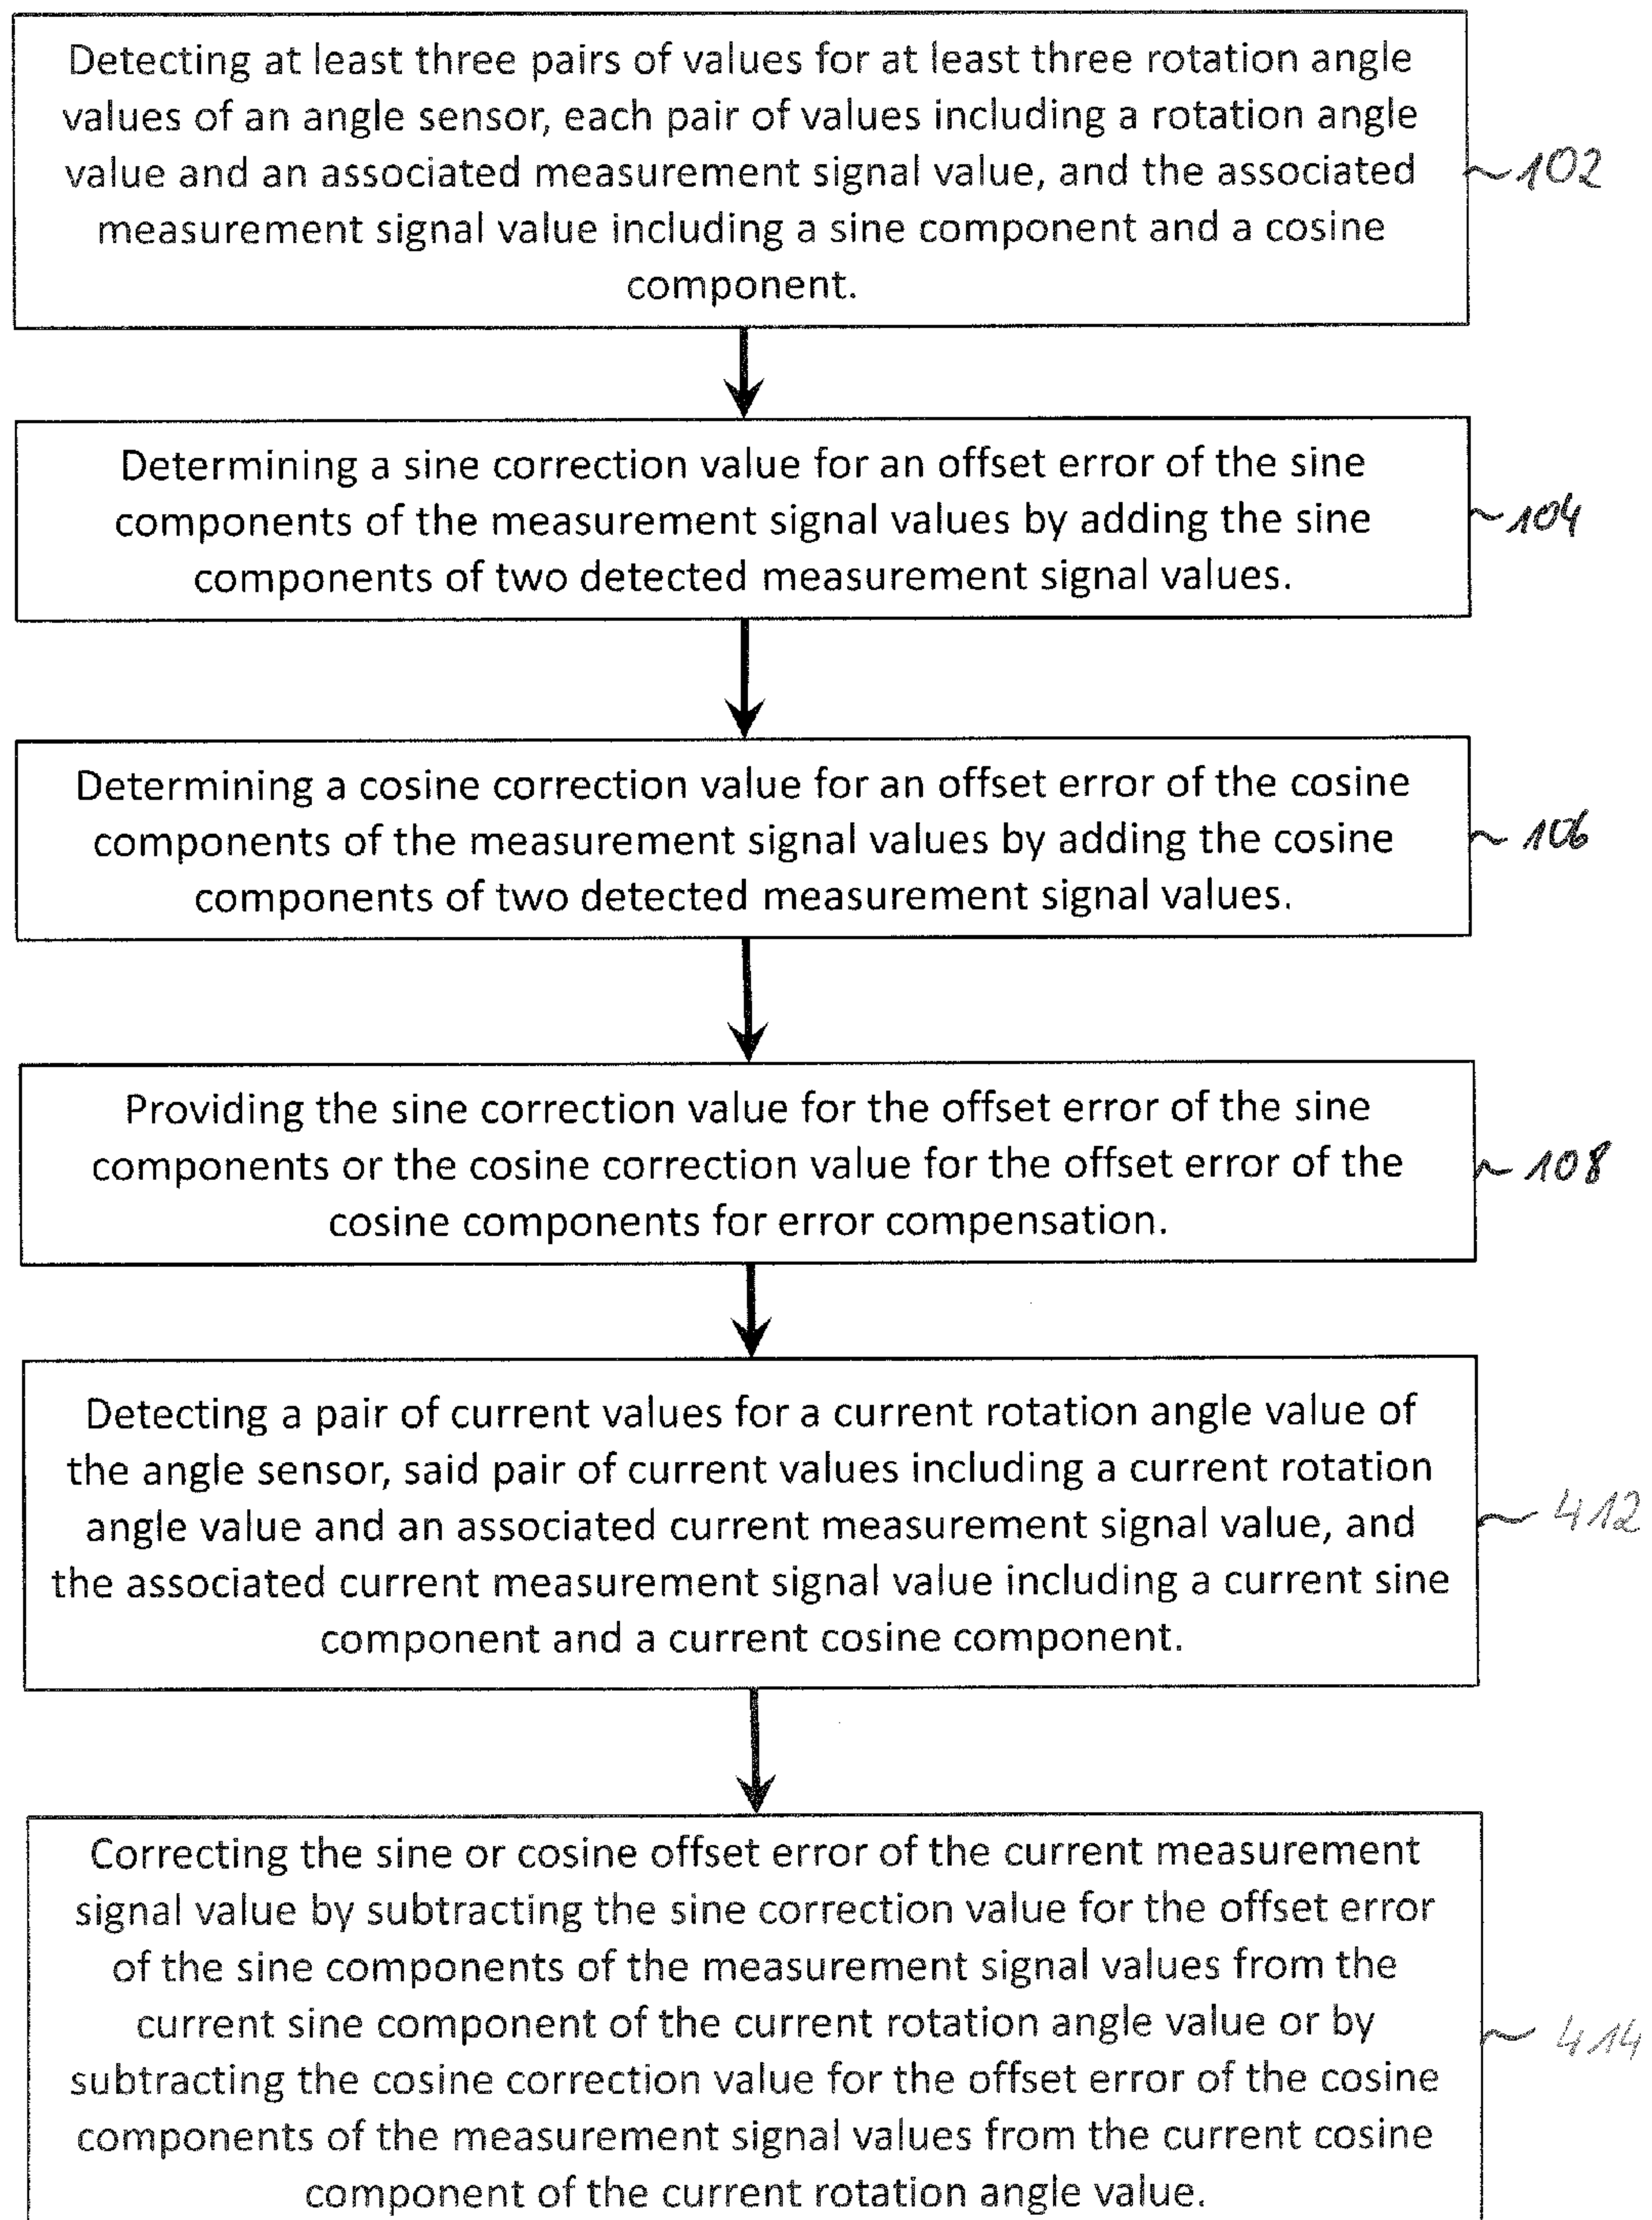 Detecting at least three pairs of values for at least three rotation angle
values of an angle sensor, each pair of values including a rotation angle
value and an associated measurement signal value, and the associated
measurement signal value including a sine component and a cosine
component.
102
Determining a sine correction value for an offset error of the sine
components of the measurement signal values by adding the sine
components of two detected measurement signal values.
104
Determining a cosine correction value for an offset error of the cosine
components of the measurement signal values by adding the cosine
components of two detected measurement signal values.
106
Providing the sine correction value for the offset error of the sine
components or the cosine correction value for the offset error of the
cosine components for error compensation.
108
Detecting a pair of current values for a current rotation angle value of
the angle sensor, said pair of current values including a current rotation
angle value and an associated current measurement signal value, and
the associated current measurement signal value including a current sine
component and a current cosine component.
412
Correcting the sine or cosine offset error of the current measurement
signal value by subtracting the sine correction value for the offset error
of the sine components of the measurement signal values from the
current sine component of the current rotation angle value or by
subtracting the cosine correction value for the offset error of the cosine
components of the measurement signal values from the current cosine
component of the current rotation angle value.
414